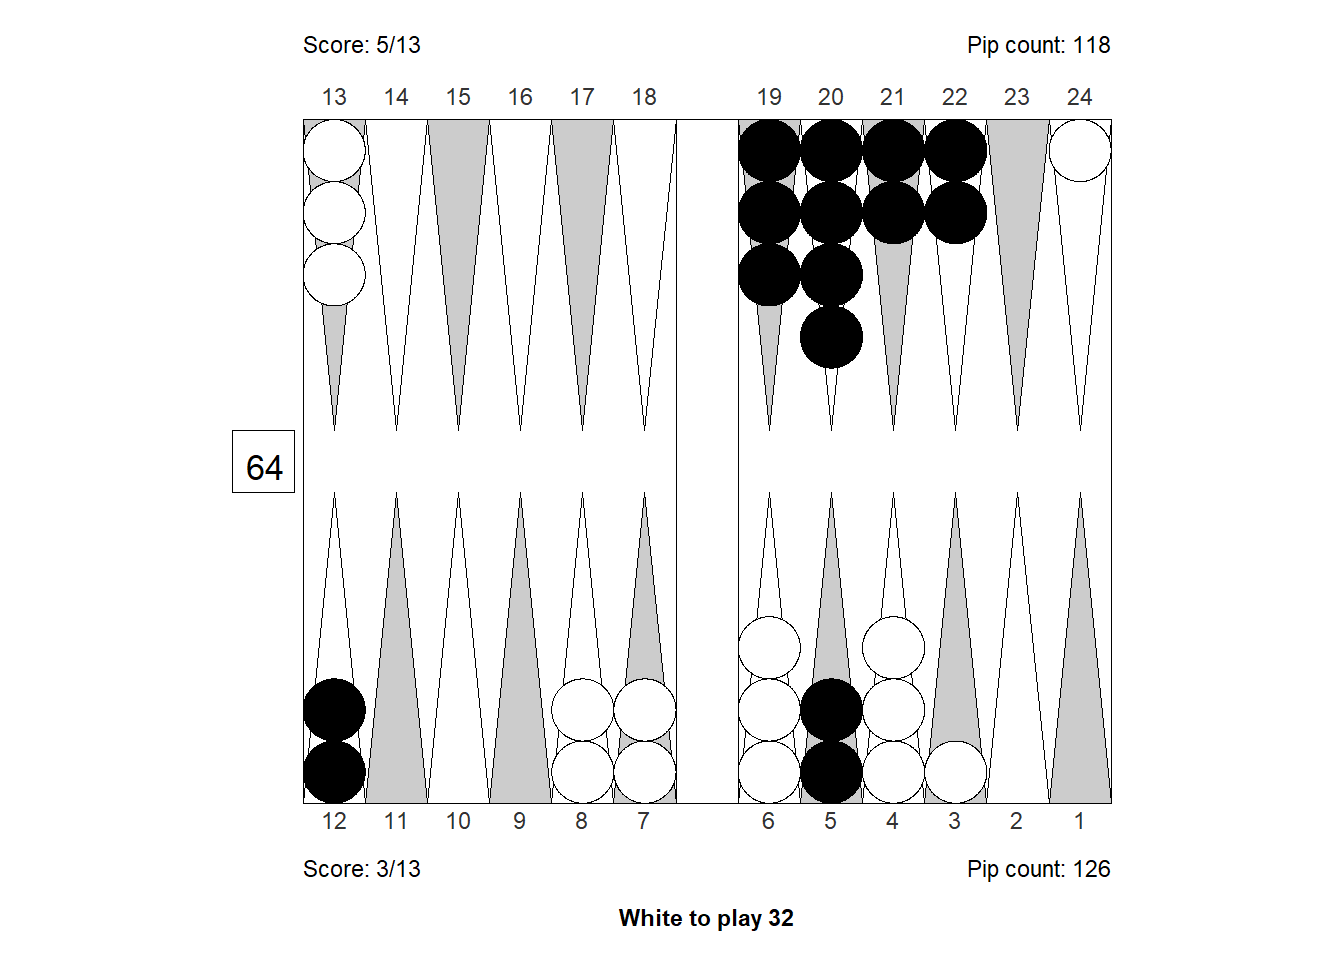 Score: 5/13 Pip count: 118
13 14 15 16 17 18 19 20 21 22 23 24
64
12 11 10 9 8 7 6 5 4 3 2 1
Score: 3/13 Pip count: 126
White to play 32